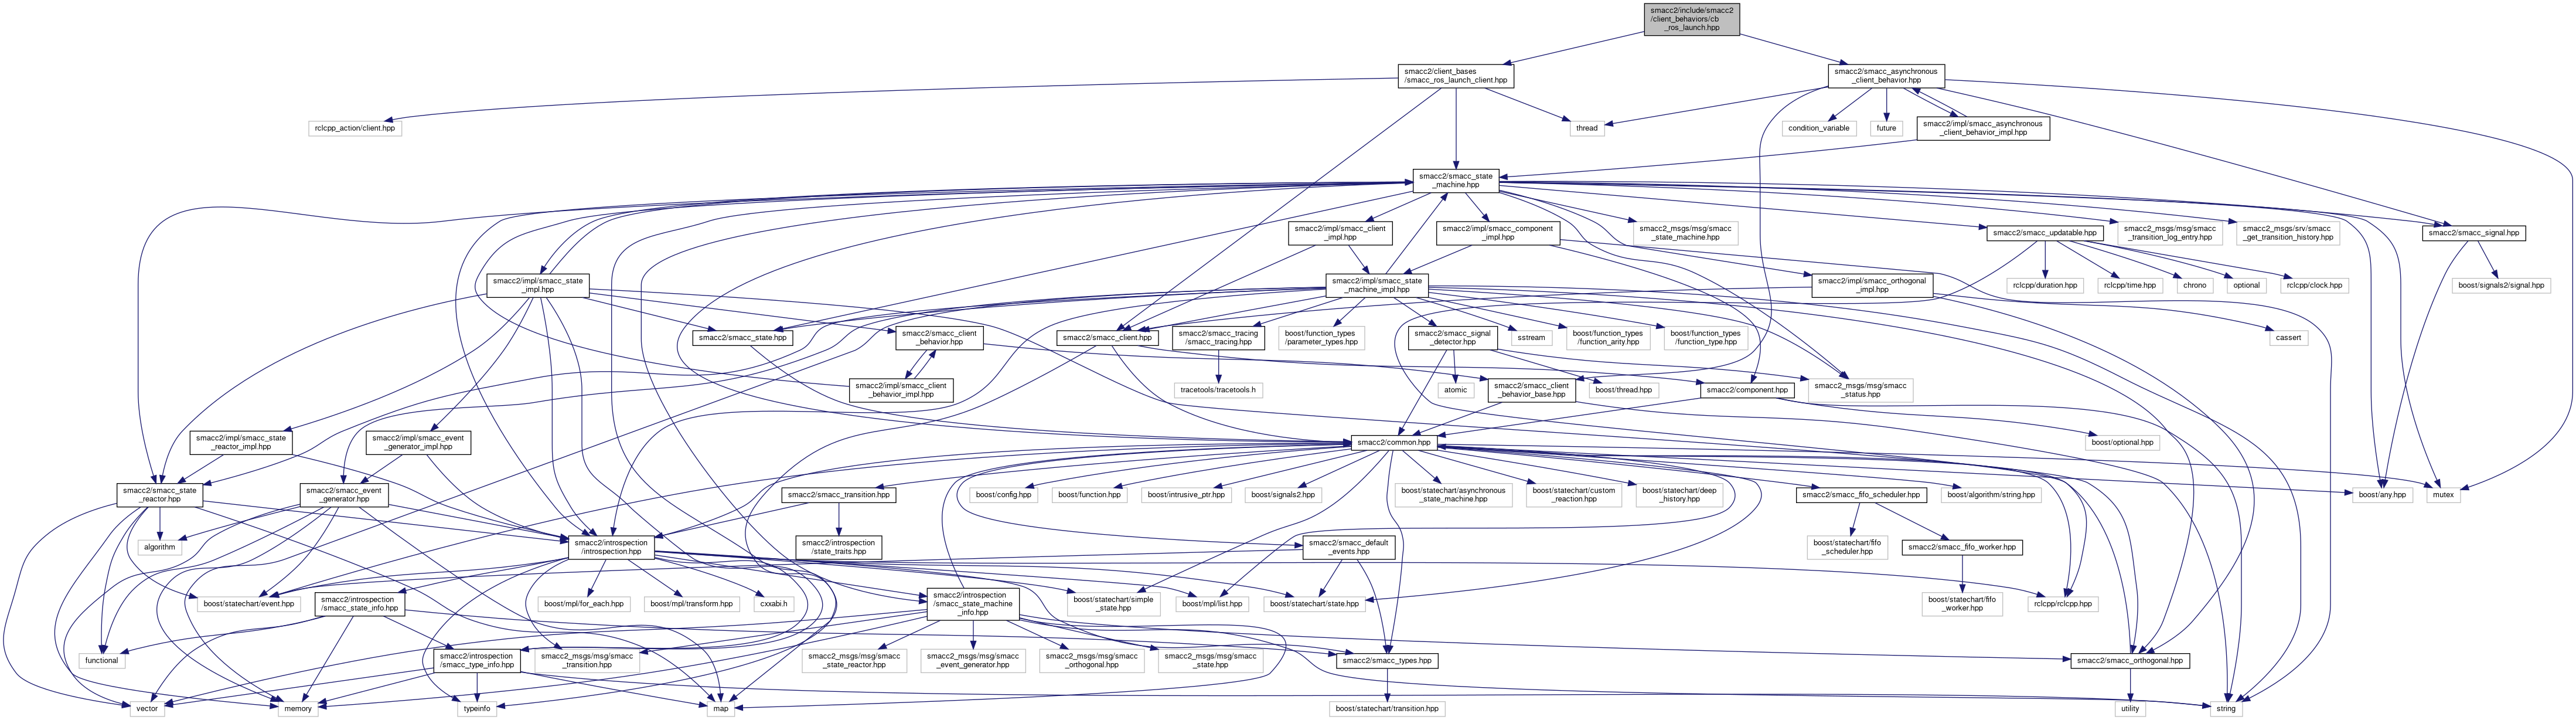 smacc2/include/smacc2
/client_behaviors/cb
_ros_launch.hpp
smacc2/client_bases
/smacc_ros_launch_client.hpp
smacc2/smacc_asynchronous
_client_behavior.hpp
rclcpp_action/client.hpp
thread
condition_variable
future
smacc2/impl/smacc_asynchronous
_client_behavior_impl.hpp
smacc2/smacc_state
_machine.hpp
smacc2/impl/smacc_client
_impl.hpp
smacc2/impl/smacc_component
_impl.hpp
smacc2_msgs/msg/smacc
_state_machine.hpp
smacc2/smacc_updatable.hpp
smacc2_msgs/msg/smacc
_transition_log_entry.hpp
smacc2_msgs/srv/smacc
_get_transition_history.hpp
smacc2/smacc_signal.hpp
smacc2/impl/smacc_state
_impl.hpp
smacc2/impl/smacc_state
_machine_impl.hpp
smacc2/impl/smacc_orthogonal
_impl.hpp
rclcpp/duration.hpp
rclcpp/time.hpp
chrono
optional
rclcpp/clock.hpp
boost/signals2/signal.hpp
smacc2/smacc_state.hpp
smacc2/smacc_client
_behavior.hpp
smacc2/smacc_client.hpp
smacc2/smacc_tracing
/smacc_tracing.hpp
boost/function_types
/parameter_types.hpp
smacc2/smacc_signal
_detector.hpp
sstream
boost/function_types
/function_arity.hpp
boost/function_types
/function_type.hpp
cassert
smacc2/impl/smacc_client
_behavior_impl.hpp
tracetools/tracetools.h
atomic
smacc2/smacc_client
_behavior_base.hpp
boost/thread.hpp
smacc2/component.hpp
smacc2_msgs/msg/smacc
_status.hpp
smacc2/impl/smacc_state
_reactor_impl.hpp
smacc2/impl/smacc_event
_generator_impl.hpp
smacc2/common.hpp
boost/optional.hpp
smacc2/smacc_state
_reactor.hpp
smacc2/smacc_event
_generator.hpp
smacc2/smacc_transition.hpp
boost/config.hpp
boost/function.hpp
boost/intrusive_ptr.hpp
boost/signals2.hpp
boost/statechart/asynchronous
_state_machine.hpp
boost/statechart/custom
_reaction.hpp
boost/statechart/deep
_history.hpp
smacc2/smacc_fifo_scheduler.hpp
boost/algorithm/string.hpp
boost/any.hpp
mutex
algorithm
smacc2/introspection
/introspection.hpp
smacc2/introspection
/state_traits.hpp
smacc2/smacc_default
_events.hpp
boost/statechart/fifo
_scheduler.hpp
smacc2/smacc_fifo_worker.hpp
boost/statechart/event.hpp
smacc2/introspection
/smacc_state_info.hpp
boost/mpl/for_each.hpp
boost/mpl/transform.hpp
cxxabi.h
smacc2/introspection
/smacc_state_machine
_info.hpp
boost/statechart/simple
_state.hpp
boost/mpl/list.hpp
boost/statechart/state.hpp
boost/statechart/fifo
_worker.hpp
rclcpp/rclcpp.hpp
functional
smacc2/introspection
/smacc_type_info.hpp
smacc2_msgs/msg/smacc
_transition.hpp
smacc2_msgs/msg/smacc
_state_reactor.hpp
smacc2_msgs/msg/smacc
_event_generator.hpp
smacc2_msgs/msg/smacc
_orthogonal.hpp
smacc2_msgs/msg/smacc
_state.hpp
smacc2/smacc_types.hpp
smacc2/smacc_orthogonal.hpp
vector
memory
typeinfo
map
boost/statechart/transition.hpp
utility
string